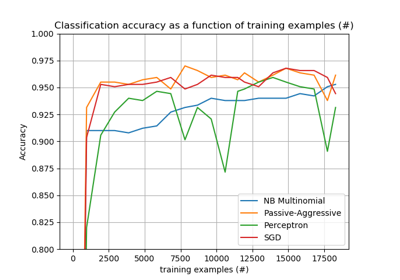 Classification accuracy as a function of training examples (#)
1.000
0.975
0.950
0.925
0.900
0.875
0.850
0.825
0.800
Accuracy
NB Multinomial
Passive-Aggressive
Perceptron
SGD
0 2500 5000 7500 10000 12500 15000 17500
training examples (#)